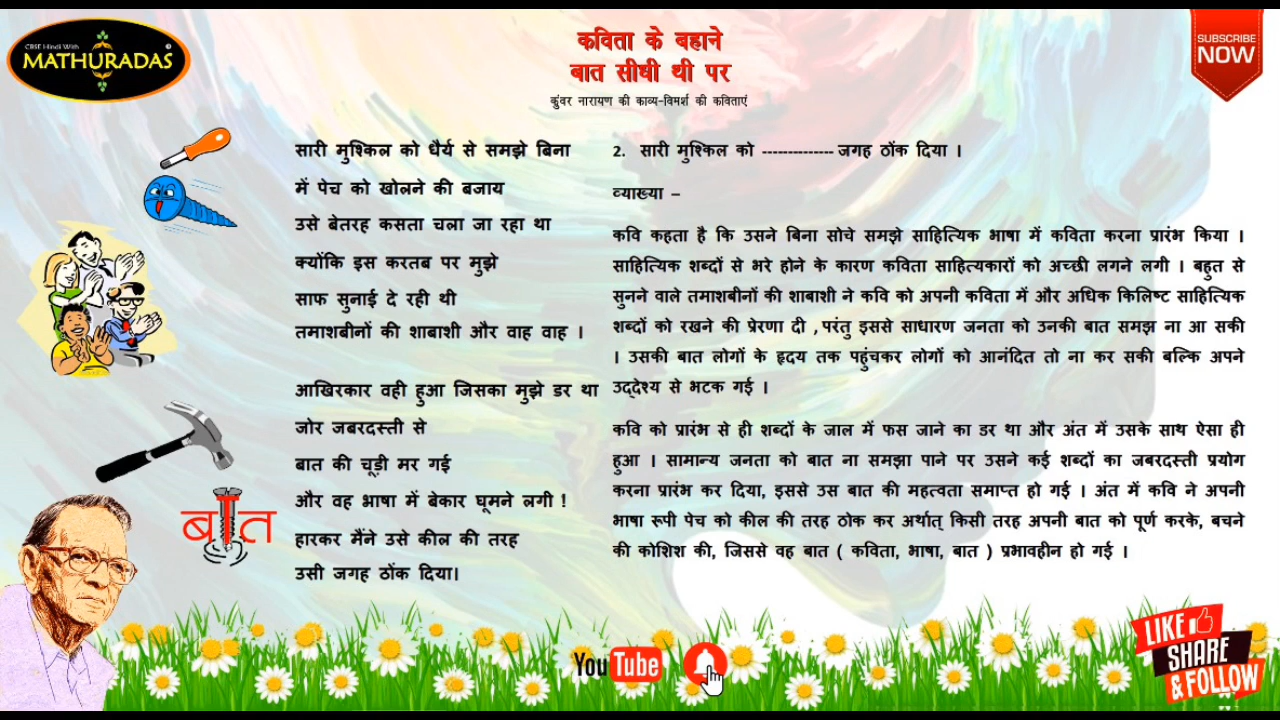 CBSE Hindi With
MATHURADAS
कविता के बहाने
बात सीधी थी पर
कुंवर नारायण की काव्य-विमर्श की कविताएं
SUBSCRIBE
NOW
सारी मुश्किल को धैर्य से समझे बिना
में पेच को खोलने की बजाय
उसे बेतरह कसता चला जा रहा था
क्योंकि इस करतब पर मुझे
साफ सुनाई दे रही थी
तमाशबीनों की शाबाशी और वाह वाह ।
आखिरकार वही हुआ जिसका मुझे डर था
जोर जबरदस्ती से
बात की चूड़ी मर गई
और वह भाषा में बेकार घूमने लगी !
हारकर मैंने उसे कील की तरह
उसी जगह ठोंक दिया।
बात
2. सारी मुश्किल को -------------- जगह ठोंक दिया ।
व्याख्या –
कवि कहता है कि उसने बिना सोचे समझे साहित्यिक भाषा में कविता करना प्रारंभ किया ।
साहित्यिक शब्दों से भरे होने के कारण कविता साहित्यकारों को अच्छी लगने लगी । बहुत से
सुनने वाले तमाशबीनों की शाबाशी ने कवि को अपनी कविता में और अधिक किलिष्ट साहित्यिक
शब्दों को रखने की प्रेरणा दी ,परंतु इससे साधारण जनता को उनकी बात समझ ना आ सकी
। उसकी बात लोगों के हृदय तक पहुंचकर लोगों को आनंदित तो ना कर सकी बल्कि अपने
उद्देश्य से भटक गई ।
कवि को प्रारंभ से ही शब्दों के जाल में फस जाने का डर था और अंत में उसके साथ ऐसा ही
हुआ । सामान्य जनता को बात ना समझा पाने पर उसने कई शब्दों का जबरदस्ती प्रयोग
करना प्रारंभ कर दिया, इससे उस बात की महत्वता समाप्त हो गई । अंत में कवि ने अपनी
भाषा रूपी पेच को कील की तरह ठोक कर अर्थात् किसी तरह अपनी बात को पूर्ण करके, बचने
की कोशिश की, जिससे वह बात ( कविता, भाषा, बात ) प्रभावहीन हो गई ।
YouTube
LIKE
SHARE
& FOLLOW